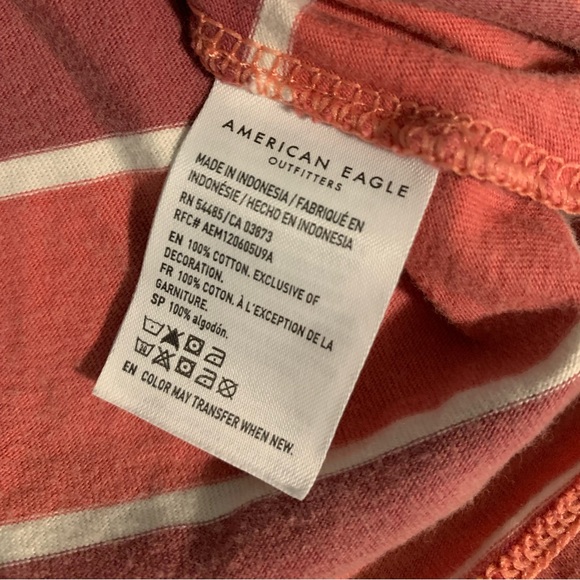 AMERICAN EAGLE
OUTFITTERS
MADE IN INDONESIA / FABRIQUÉ EN
INDONÉSIE / HECHO EN INDONESIA
RN 54485/CA 03873
RFC# AEM120605U9A
EN 100% COTTON. EXCLUSIVE OF
DECORATION.
FR 100% COTON. À L'EXCEPTION DE LA
GARNITURE.
SP 100% algodón.
EN COLOR MAY TRANSFER WHEN NEW.